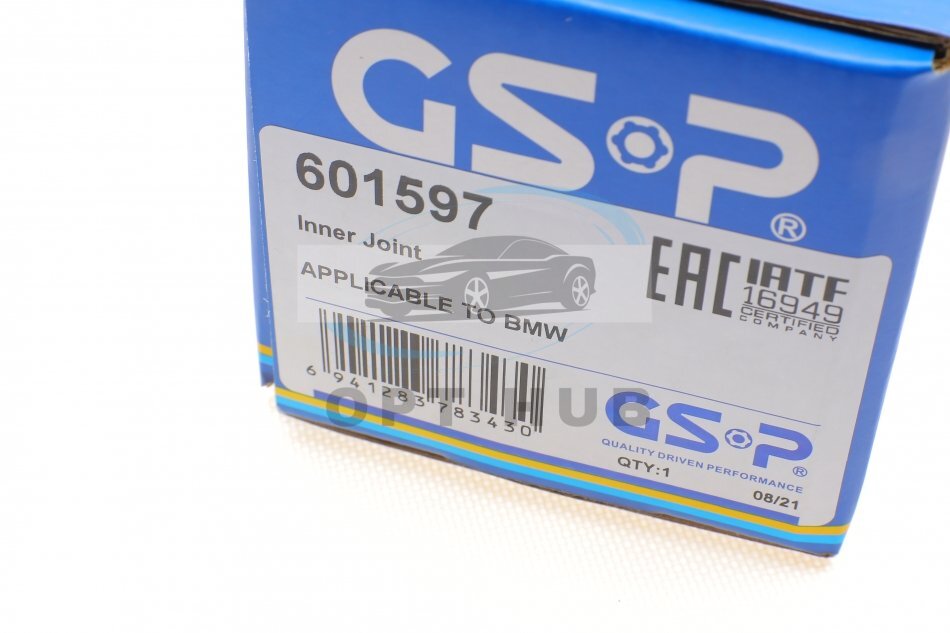 GSP®
601597
Inner Joint
APPLICABLE TO BMW
EAC
IATF
16949
CERTIFIED
COMPANY
6 941283 783430
OPT HUB
GSP®
QUALITY DRIVEN PERFORMANCE
QTY:1
08/21